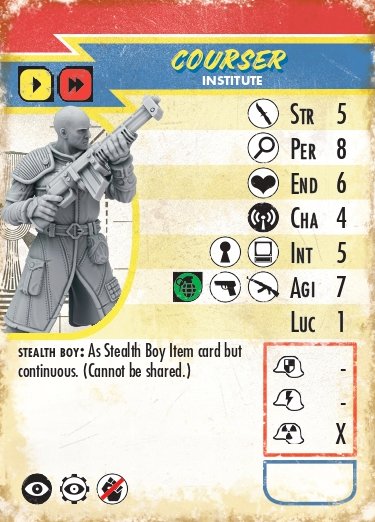 COURSER
INSTITUTE
STR 5
PER 8
END 6
CHA 4
INT 5
AGI 7
LUC 1
STEALTH BOY: As Stealth Boy Item card but
continuous. (Cannot be shared.)
-
-
X